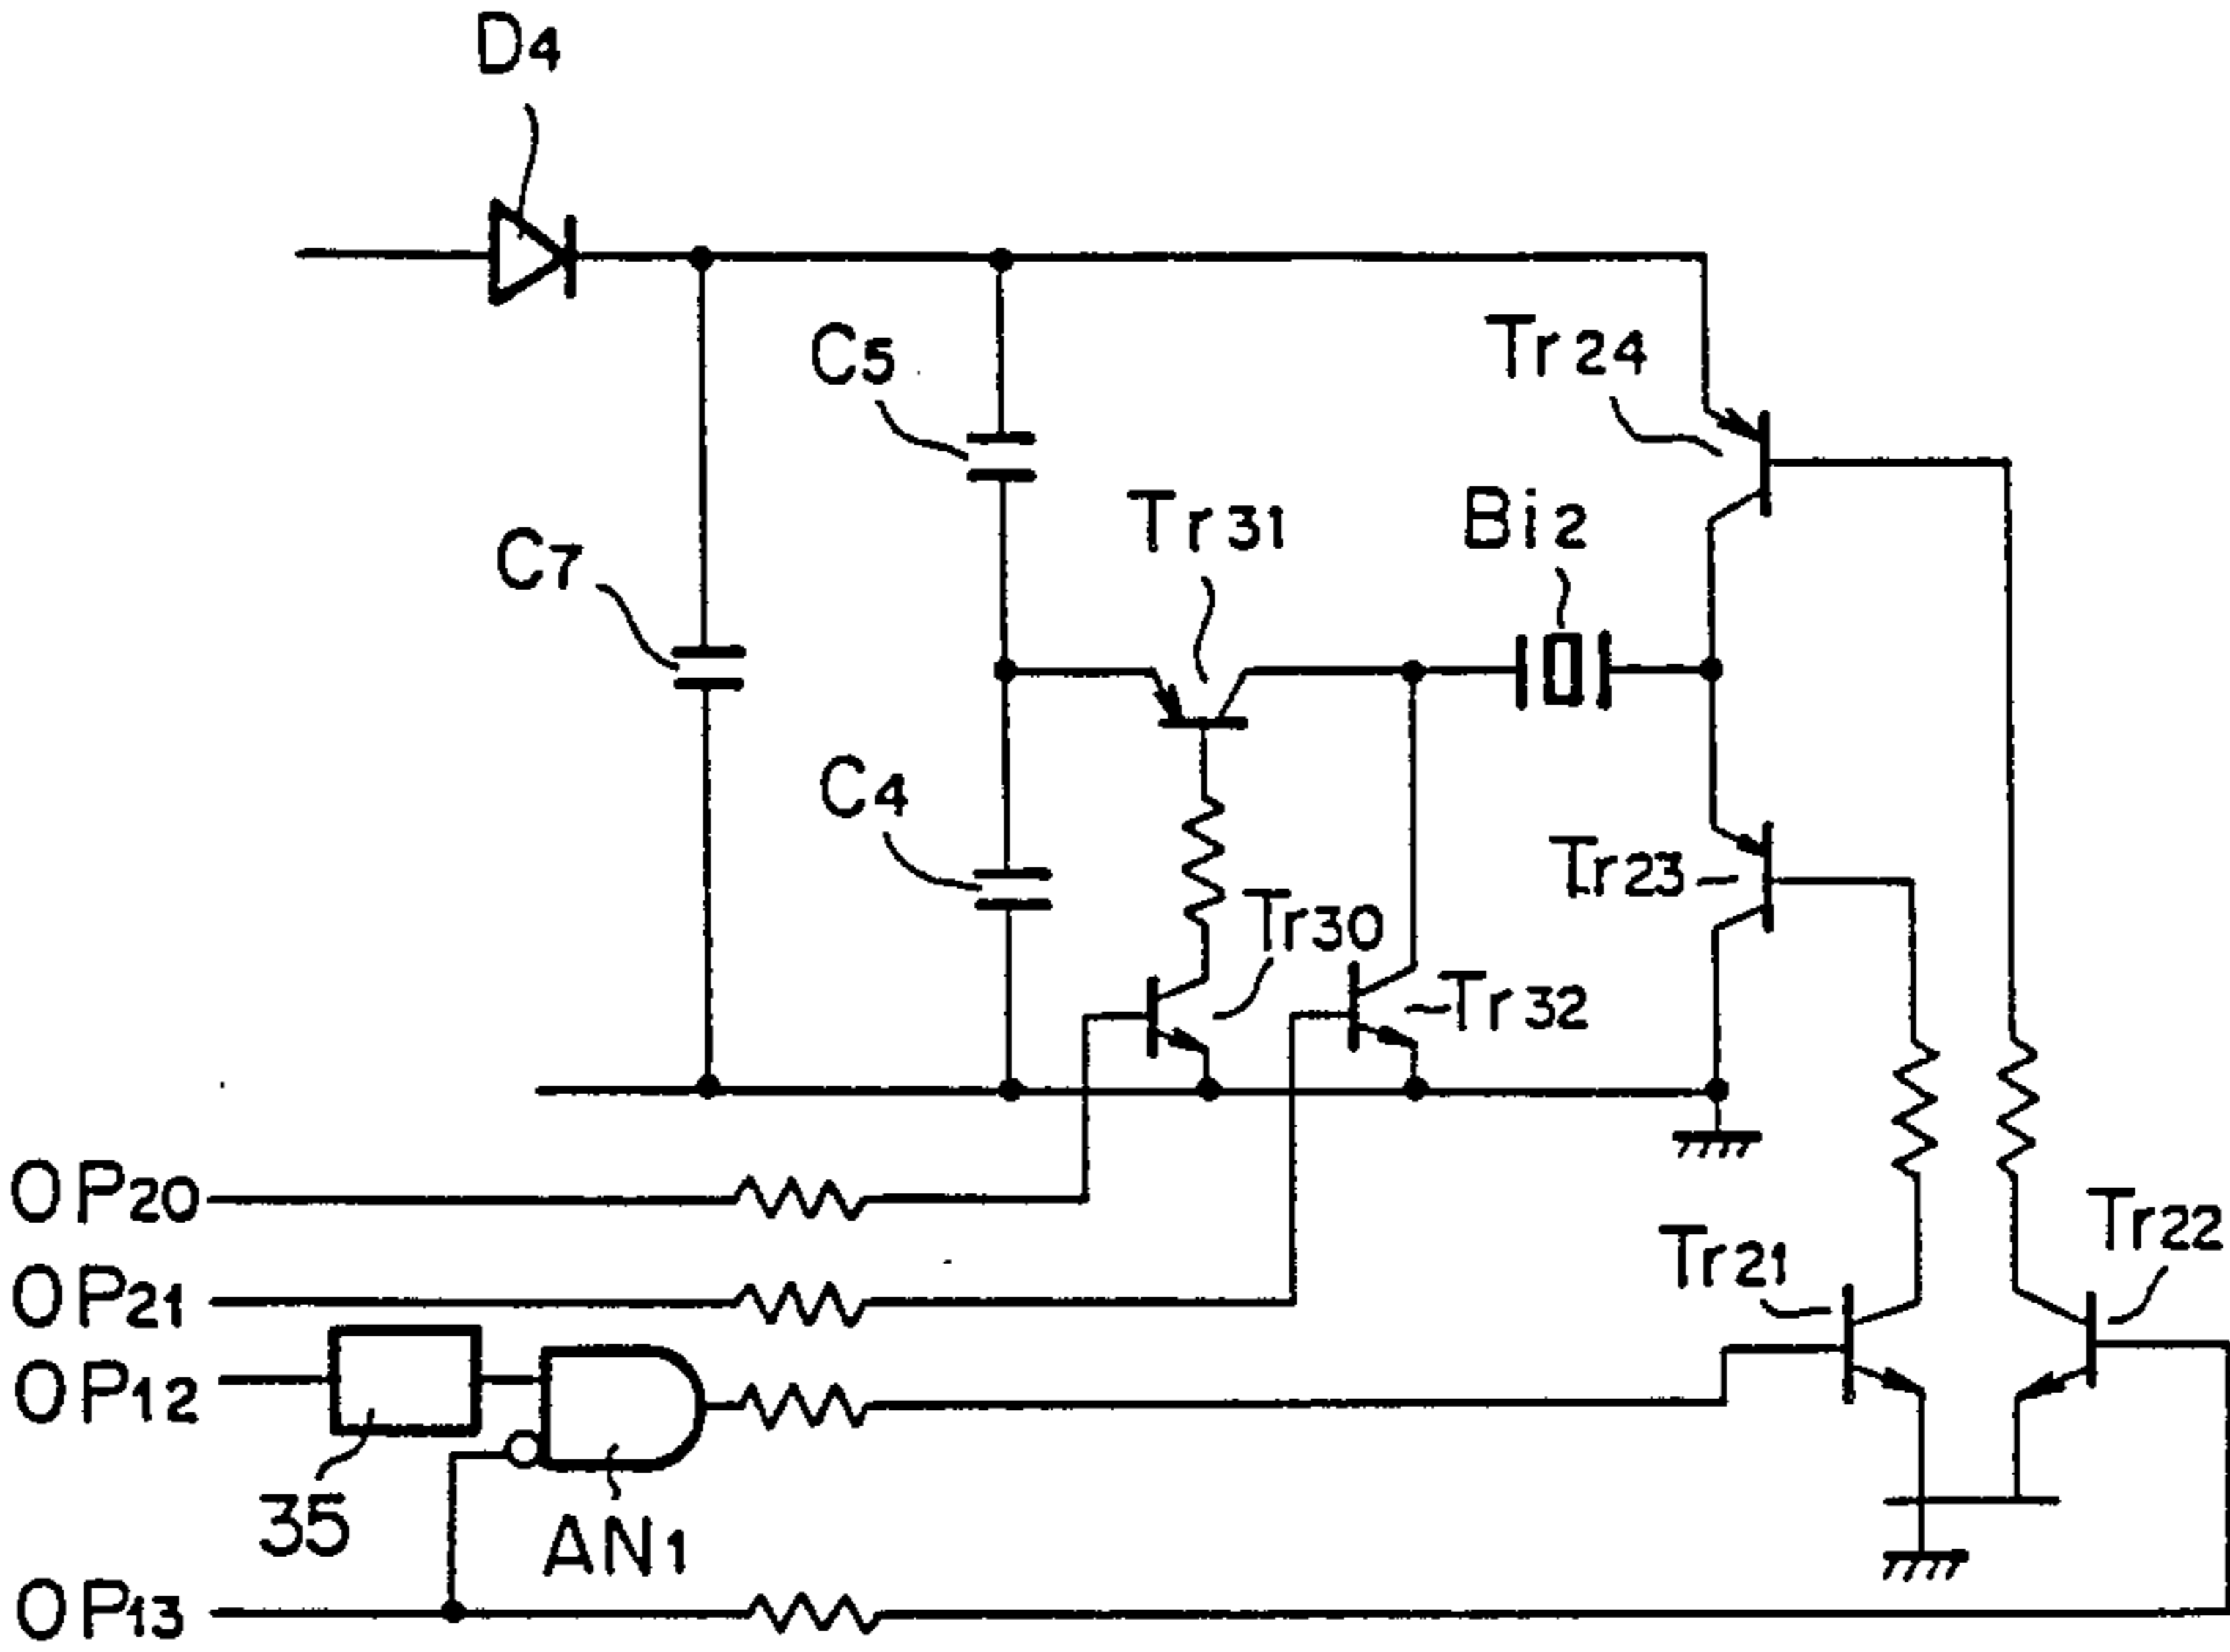 D4
C5
Tr24
Tr31
Bi2
C7
C4
Tr23
Tr30
Tr32
OP20
Tr22
Tr21
OP21
OP12
35
AN1
OP13